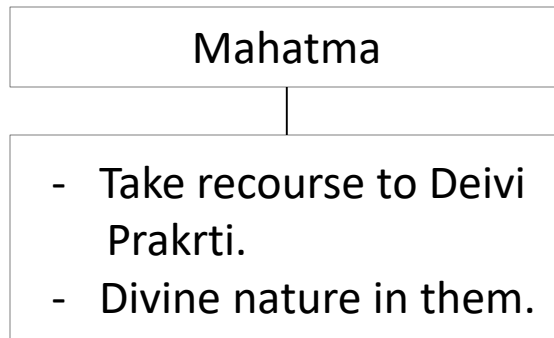 Mahatma
- Take recourse to Deivi
Prakrti.
- Divine nature in them.